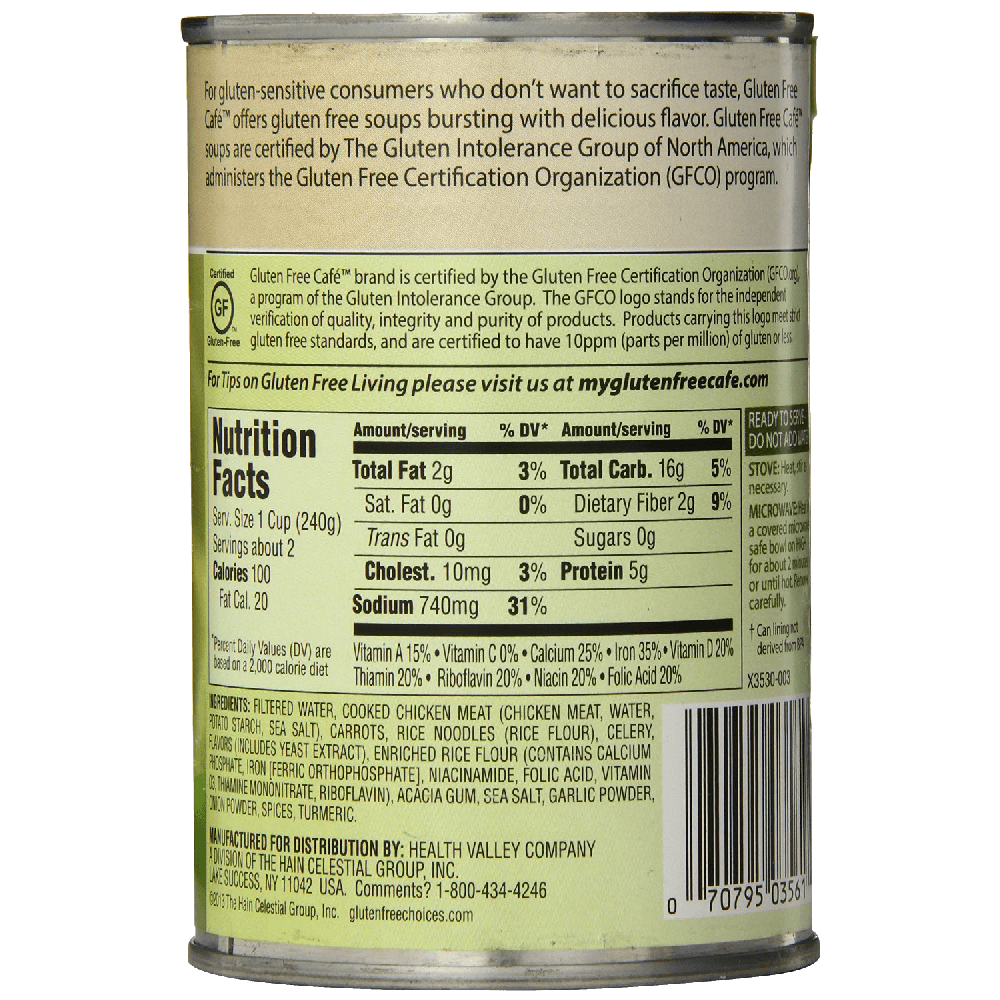 For gluten-sensitive consumers who don't want to sacrifice taste, Gluten Free
Café™ offers gluten free soups bursting with delicious flavor. Gluten Free Café™
soups are certified by The Gluten Intolerance Group of North America, which
administers the Gluten Free Certification Organization (GFCO) program.
Certified
GF
™
Gluten-Free
Gluten Free Café™ brand is certified by the Gluten Free Certification Organization (GFCO.org),
a program of the Gluten Intolerance Group. The GFCO logo stands for the independent
verification of quality, integrity and purity of products. Products carrying this logo meet strict
gluten free standards, and are certified to have 10ppm (parts per million) of gluten or less.
For Tips on Gluten Free Living please visit us at myglutenfreecafe.com
Nutrition
Facts
Serv. Size 1 Cup (240g)
Servings about 2
Calories 100
Fat Cal. 20
*Percent Daily Values (DV) are
based on a 2,000 calorie diet
Amount/serving % DV* Amount/serving % DV*
Total Fat 2g 3% Total Carb. 16g 5%
Sat. Fat 0g 0% Dietary Fiber 2g 9%
Trans Fat 0g Sugars 0g
Cholest. 10mg 3% Protein 5g
Sodium 740mg 31%
Vitamin A 15% • Vitamin C 0% • Calcium 25% • Iron 35% • Vitamin D 20%
Thiamin 20% • Riboflavin 20% • Niacin 20% • Folic Acid 20%
READY TO SERVE
DO NOT ADD
STOVE: Heat,
necessary.
MICROWAVE:
a covered
safe bowl on HIGH
for about 2
or until hot. Remove
carefully.
† Can lining not
derived from BPA
X3530-003
INGREDIENTS: FILTERED WATER, COOKED CHICKEN MEAT (CHICKEN MEAT, WATER,
POTATO STARCH, SEA SALT), CARROTS, RICE NOODLES (RICE FLOUR), CELERY,
FLAVORS (INCLUDES YEAST EXTRACT), ENRICHED RICE FLOUR (CONTAINS CALCIUM
PHOSPHATE, IRON [FERRIC ORTHOPHOSPHATE], NIACINAMIDE, FOLIC ACID, VITAMIN
D3, THIAMINE MONONITRATE, RIBOFLAVIN), ACACIA GUM, SEA SALT, GARLIC POWDER,
ONION POWDER, SPICES, TURMERIC.
MANUFACTURED FOR DISTRIBUTION BY: HEALTH VALLEY COMPANY
A DIVISION OF THE HAIN CELESTIAL GROUP, INC.
LAKE SUCCESS, NY 11042 USA. Comments? 1-800-434-4246
©2013 The Hain Celestial Group, Inc. glutenfreechoices.com
0 70795 03561